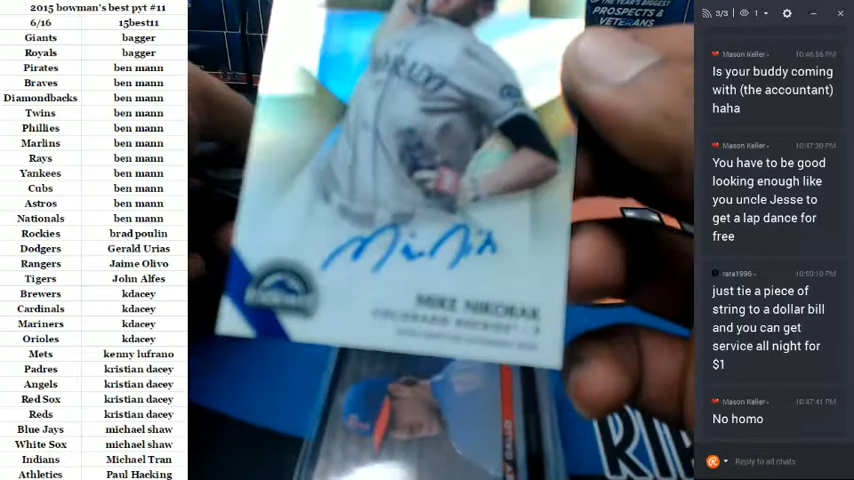 2015 bowman's best pyt #11
6/16 15best11
Giants bagger
Royals bagger
Pirates ben mann
Braves ben mann
Diamondbacks ben mann
Twins ben mann
Phillies ben mann
Marlins ben mann
Rays ben mann
Yankees ben mann
Cubs ben mann
Astros ben mann
Nationals ben mann
Rockies brad poulin
Dodgers Gerald Urias
Rangers Jaime Olivo
Tigers John Alfes
Brewers kdacey
Cardinals kdacey
Mariners kdacey
Orioles kdacey
Mets kenny lufrano
Padres kristian dacey
Angels kristian dacey
Red Sox kristian dacey
Reds kristian dacey
Blue Jays michael shaw
White Sox michael shaw
Indians Michael Tran
Athletics Paul Hacking
OF THE YEAR'S BIGGEST
PROSPECTS &
VETERANS
MIKE NIKORAK
COLORADO ROCKIES
GALLO
RIP
3/3 1
Mason Keller 10:46:56 PM
Is your buddy coming
with (the accountant)
haha
Mason Keller 10:47:30 PM
You have to be good
looking enough like
you uncle Jesse to
get a lap dance for
free
rara1996 10:50:10 PM
just tie a piece of
string to a dollar bill
and you can get
service all night for
$1
Mason Keller 10:47:41 PM
No homo
Reply to all chats